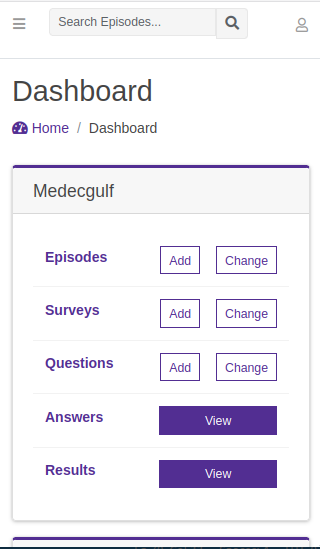 Search Episodes...
Dashboard
Home / Dashboard
Medecgulf
Episodes Add Change
Surveys Add Change
Questions Add Change
Answers View
Results View